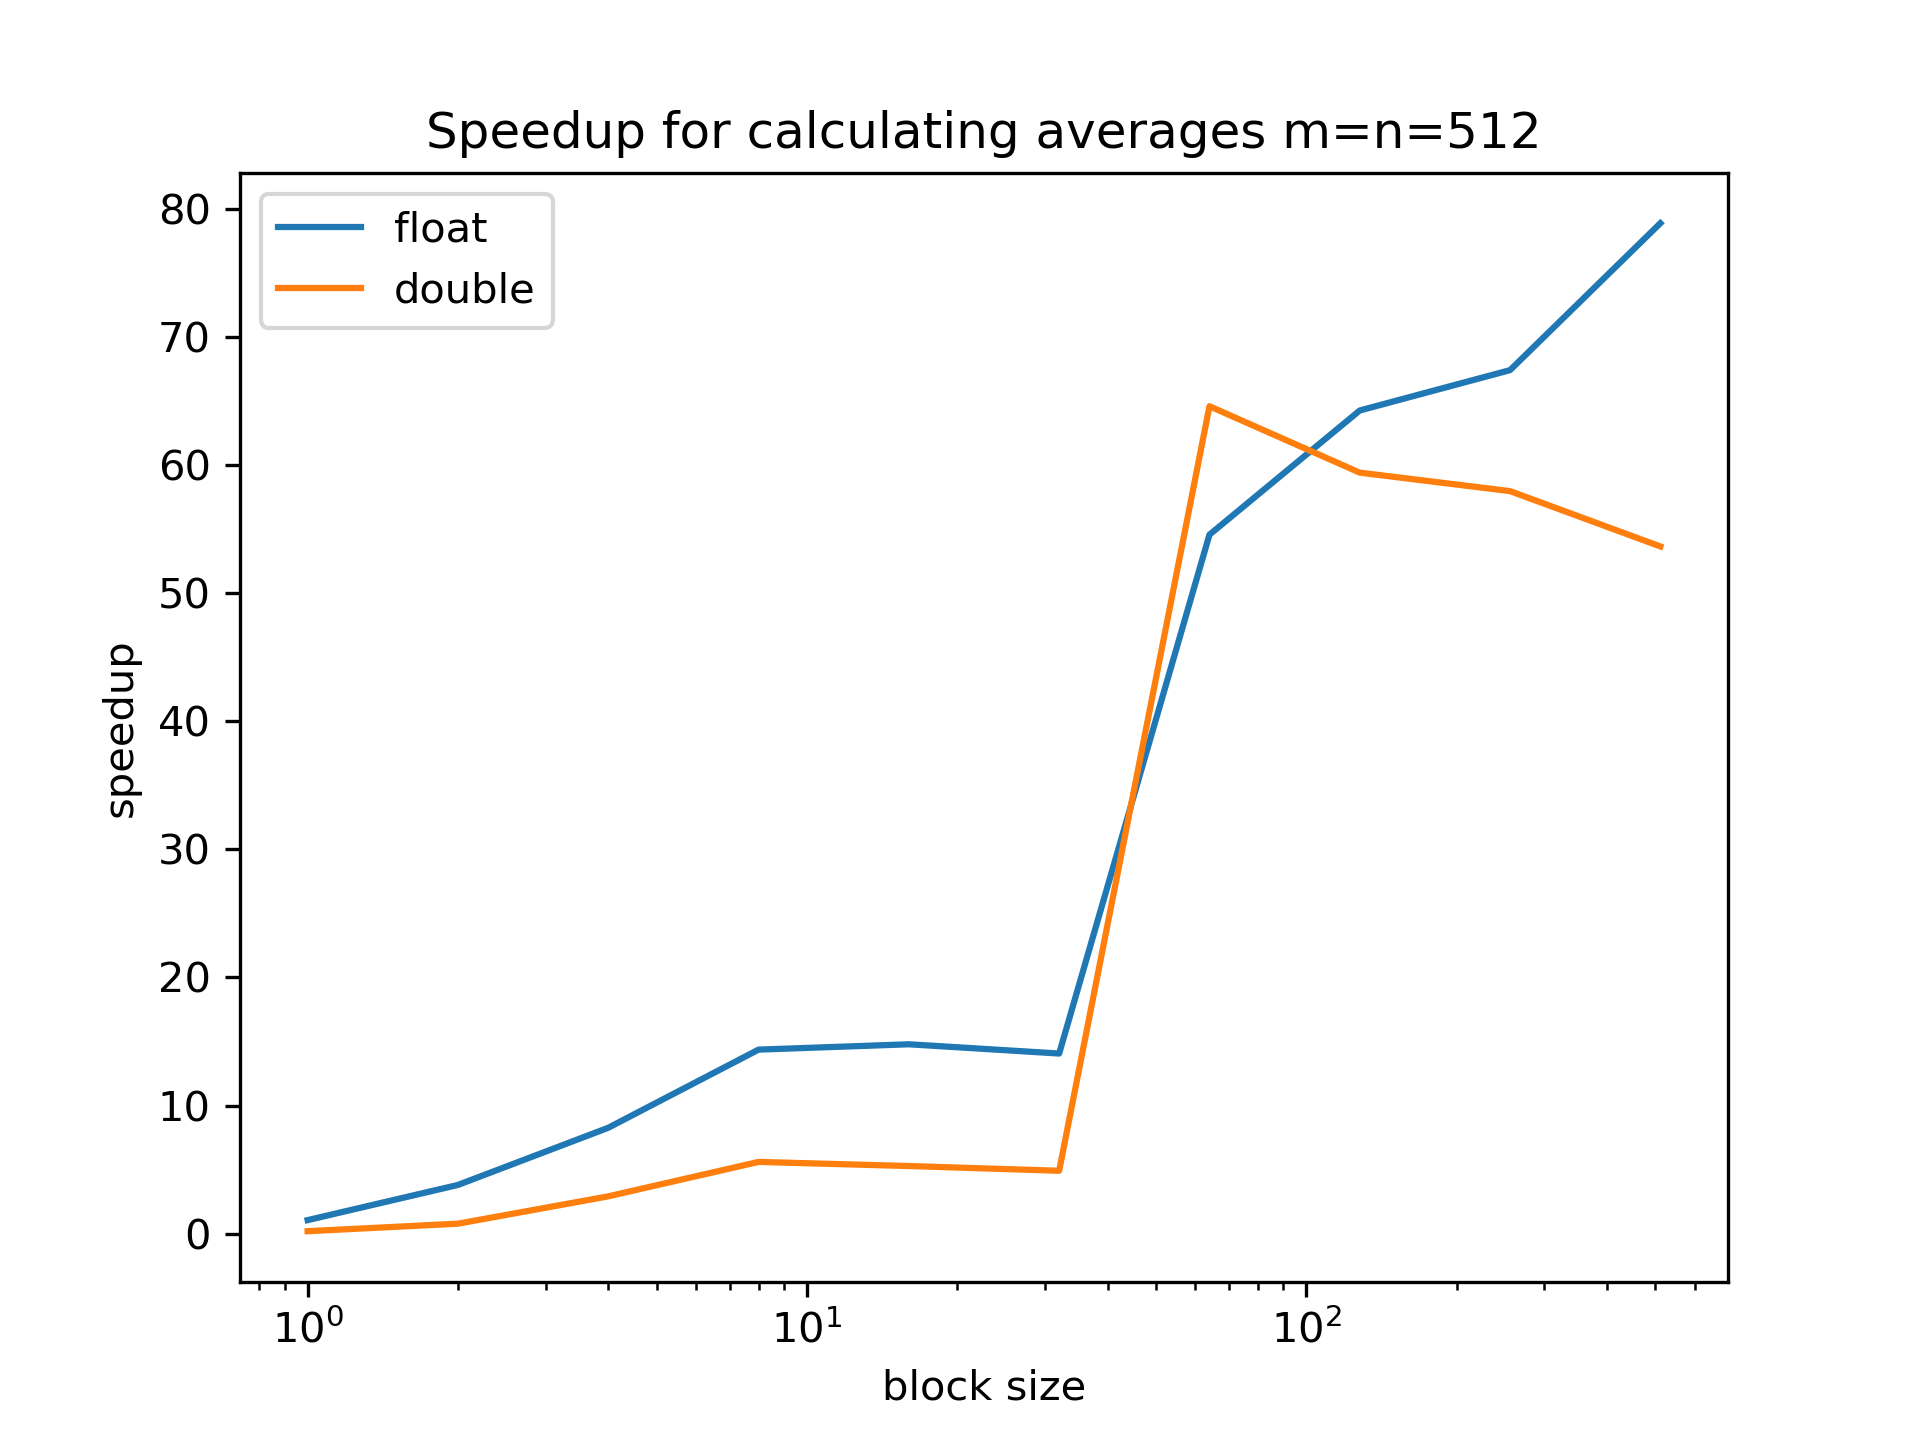 Speedup for calculating averages m=n=512
float
double
80
70
60
50
40
30
20
10
0
speedup
10⁰
10¹
10²
block size